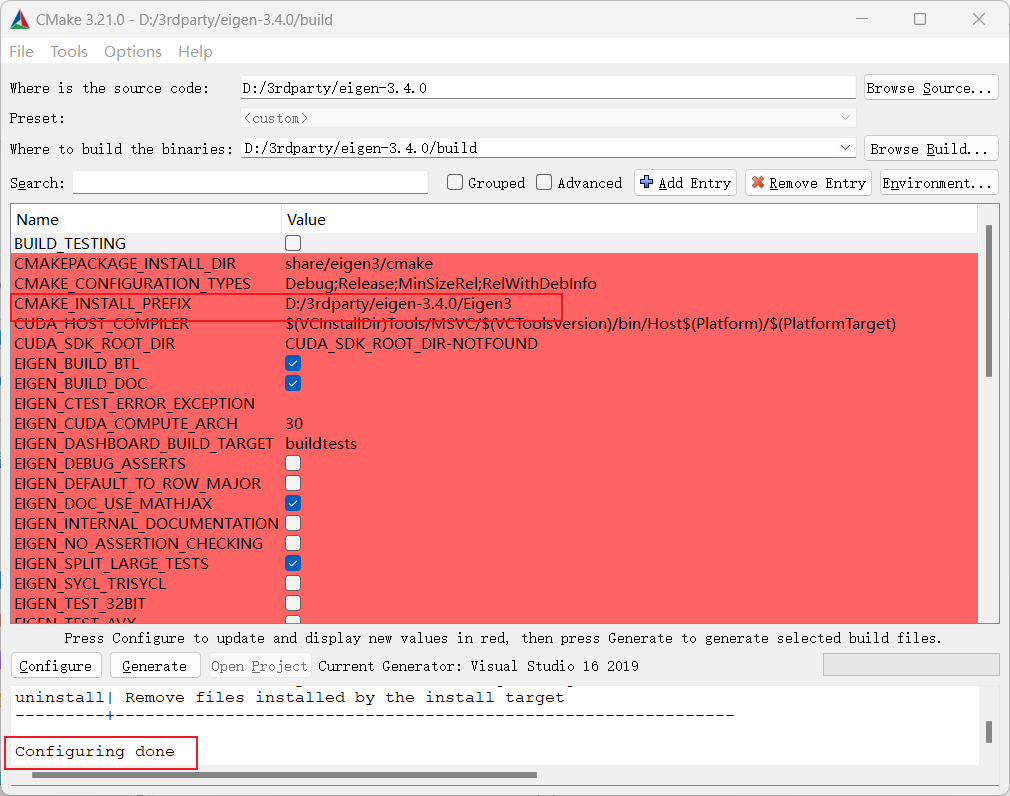 CMake 3.21.0 - D:/3rdparty/eigen-3.4.0/build
File Tools Options Help
Where is the source code: D:/3rdparty/eigen-3.4.0 Browse Source...
Preset: <custom>
Where to build the binaries: D:/3rdparty/eigen-3.4.0/build Browse Build...
Search: Grouped Advanced Add Entry Remove Entry Environment...
Name Value
BUILD_TESTING
CMAKEPACKAGE_INSTALL_DIR share/eigen3/cmake
CMAKE_CONFIGURATION_TYPES Debug;Release;MinSizeRel;RelWithDebInfo
CMAKE_INSTALL_PREFIX D:/3rdparty/eigen-3.4.0/Eigen3
CUDA_HOST_COMPILER $(VCInstallDir)Tools/MSVC/$(VCToolsVersion)/bin/Host$(Platform)/$(PlatformTarget)
CUDA_SDK_ROOT_DIR CUDA_SDK_ROOT_DIR-NOTFOUND
EIGEN_BUILD_BTL
EIGEN_BUILD_DOC
EIGEN_CTEST_ERROR_EXCEPTION
EIGEN_CUDA_COMPUTE_ARCH 30
EIGEN_DASHBOARD_BUILD_TARGET buildtests
EIGEN_DEBUG_ASSERTS
EIGEN_DEFAULT_TO_ROW_MAJOR
EIGEN_DOC_USE_MATHJAX
EIGEN_INTERNAL_DOCUMENTATION
EIGEN_NO_ASSERTION_CHECKING
EIGEN_SPLIT_LARGE_TESTS
EIGEN_SYCL_TRISYCL
EIGEN_TEST_32BIT
EIGEN_TEST_AVX
Press Configure to update and display new values in red, then press Generate to generate selected build files.
Configure Generate Open Project Current Generator: Visual Studio 16 2019
uninstall| Remove files installed by the install target
---------+--------------------------------------------------------------
Configuring done